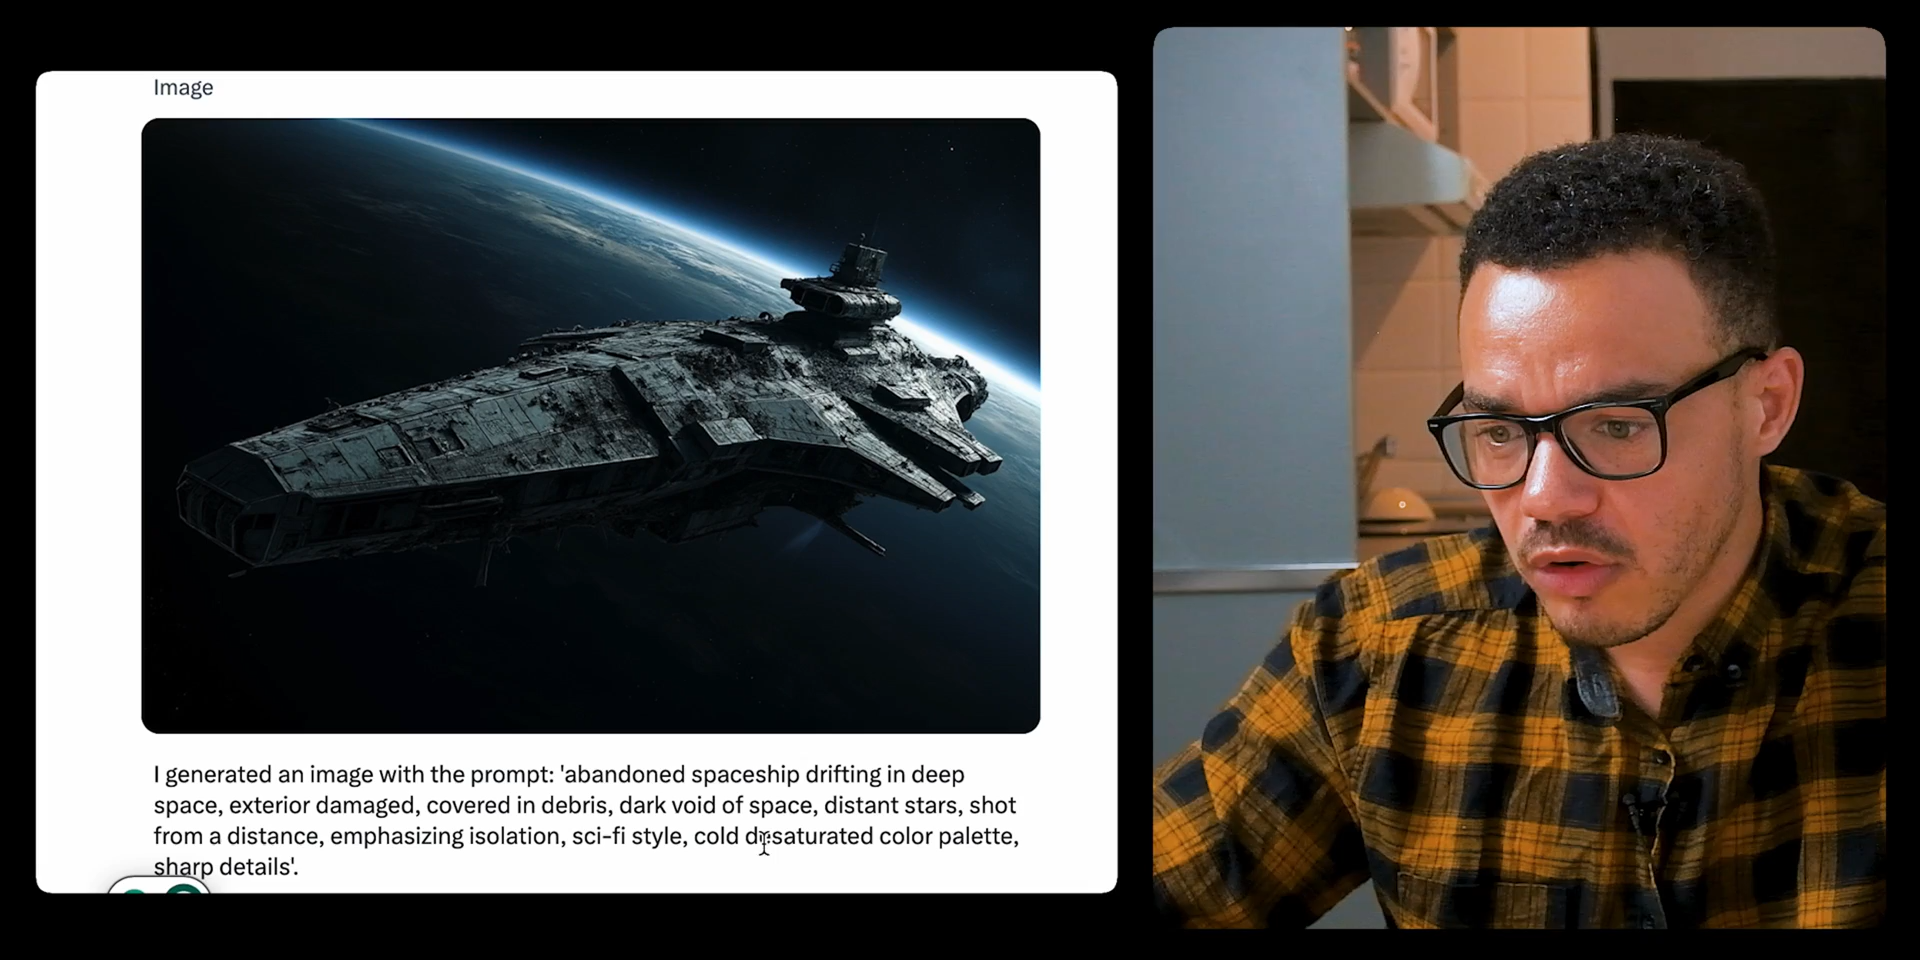 Image
I generated an image with the prompt: 'abandoned spaceship drifting in deep
space, exterior damaged, covered in debris, dark void of space, distant stars, shot
from a distance, emphasizing isolation, sci-fi style, cold desaturated color palette,
sharp details'.